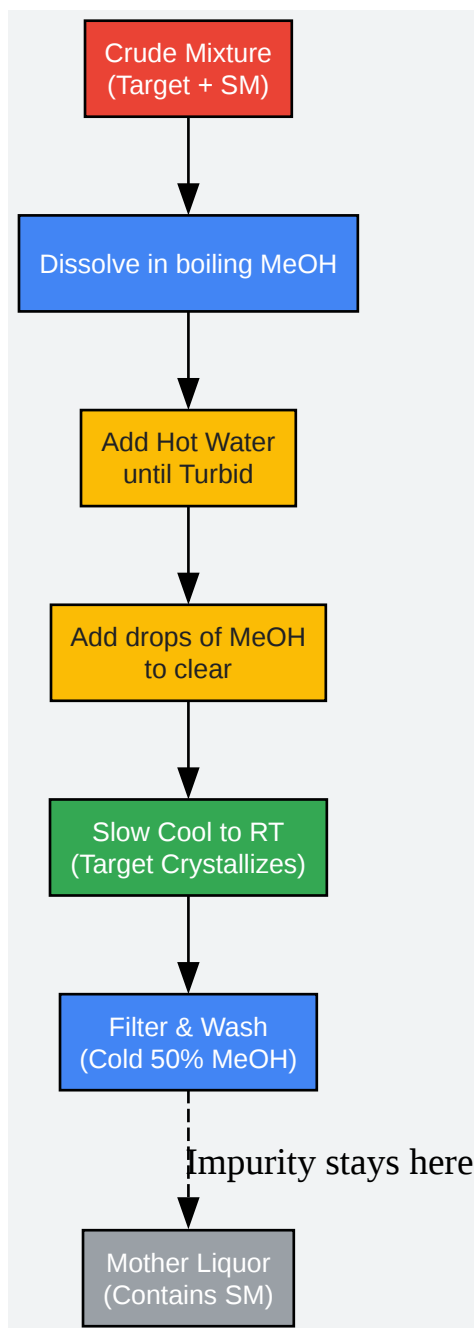 Crude Mixture
(Target + SM)
Dissolve in boiling MeOH
Add Hot Water
until Turbid
Add drops of MeOH
to clear
Slow Cool to RT
(Target Crystallizes)
Filter & Wash
(Cold 50% MeOH)
Impurity stays here
Mother Liquor
(Contains SM)